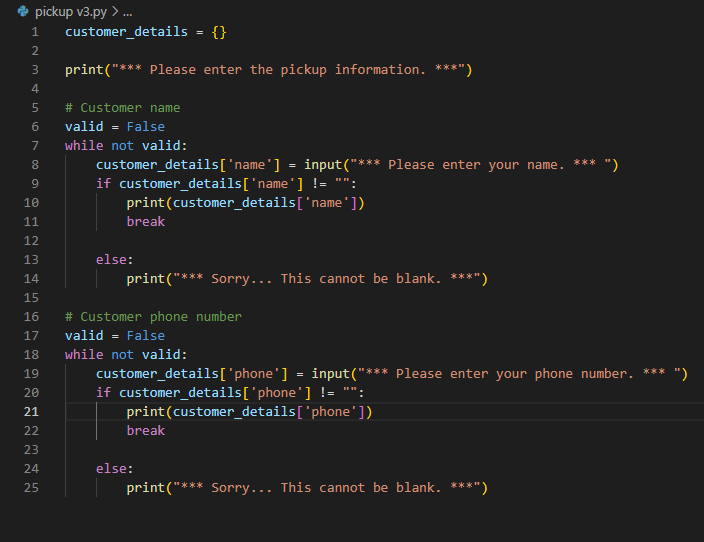 pickup v3.py > ...
1 customer_details = {}
2
3 print("*** Please enter the pickup information. ***")
4
5 # Customer name
6 valid = False
7 while not valid:
8     customer_details['name'] = input("*** Please enter your name. *** ")
9     if customer_details['name'] != "":
10         print(customer_details['name'])
11         break
12
13     else:
14         print("*** Sorry... This cannot be blank. ***")
15
16 # Customer phone number
17 valid = False
18 while not valid:
19     customer_details['phone'] = input("*** Please enter your phone number. *** ")
20     if customer_details['phone'] != "":
21         print(customer_details['phone'])
22         break
23
24     else:
25         print("*** Sorry... This cannot be blank. ***")